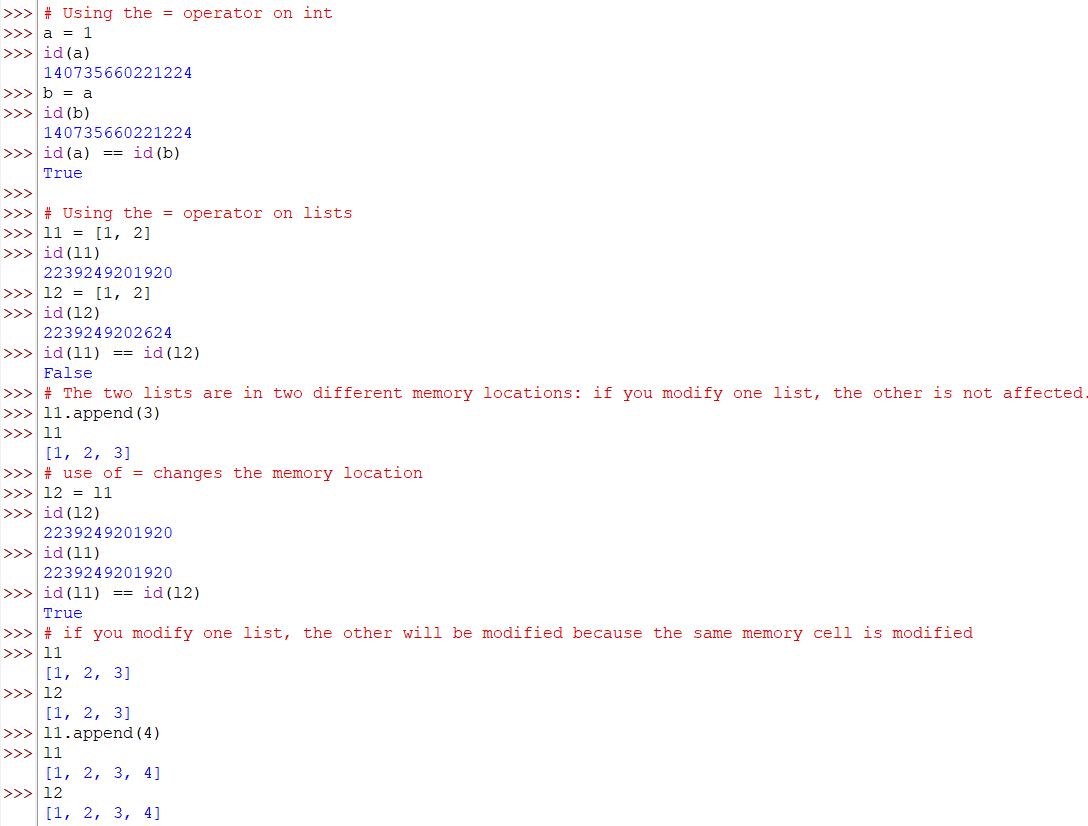 >>> # Using the = operator on int
>>> a = 1
>>> id(a)
140735660221224
>>> b = a
>>> id(b)
140735660221224
>>> id(a) == id(b)
True
>>>
>>> # Using the = operator on lists
>>> l1 = [1, 2]
>>> id(l1)
2239249201920
>>> l2 = [1, 2]
>>> id(l2)
2239249202624
>>> id(l1) == id(l2)
False
>>> # The two lists are in two different memory locations: if you modify one list, the other is not affected.
>>> l1.append(3)
>>> l1
[1, 2, 3]
>>> # use of = changes the memory location
>>> l2 = l1
>>> id(l2)
2239249201920
>>> id(l1)
2239249201920
>>> id(l1) == id(l2)
True
>>> # if you modify one list, the other will be modified because the same memory cell is modified
>>> l1
[1, 2, 3]
>>> l2
[1, 2, 3]
>>> l1.append(4)
>>> l1
[1, 2, 3, 4]
>>> l2
[1, 2, 3, 4]